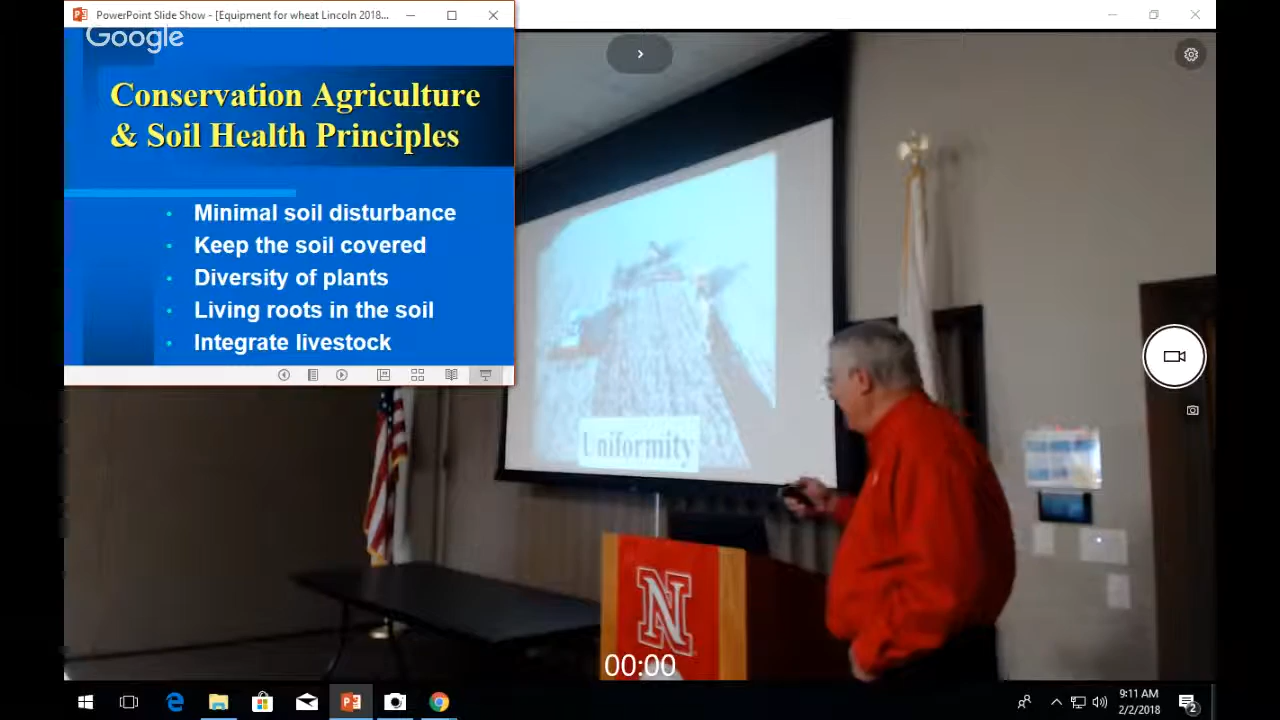 PowerPoint Slide Show - [Equipment for wheat Lincoln 2018...
Google
Conservation Agriculture
& Soil Health Principles
• Minimal soil disturbance
• Keep the soil covered
• Diversity of plants
• Living roots in the soil
• Integrate livestock
Uniformity
N
00:00
9:11 AM
2/2/2018
2